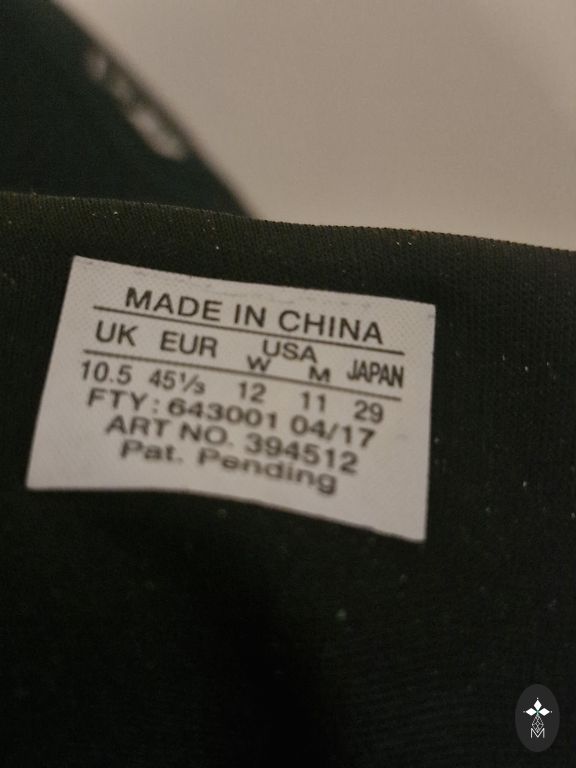 MADE IN CHINA
UK EUR USA JAPAN
W M
10.5 45⅓ 12 11 29
FTY: 643001 04/17
ART NO. 394512
Pat. Pending
M